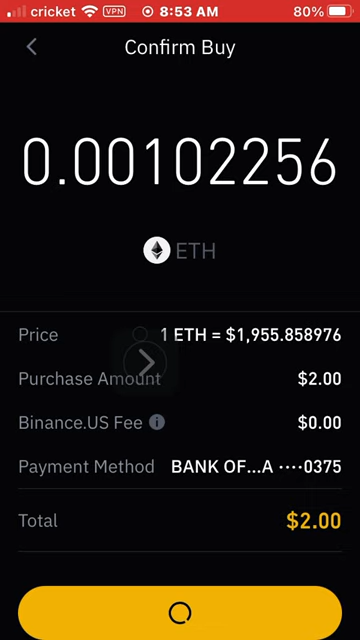 cricket VPN 8:53 AM 80%
Confirm Buy
0.00102256
ETH
Price 1 ETH = $1,955.858976
Purchase Amount $2.00
Binance.US Fee $0.00
Payment Method BANK OF...A ····0375
Total $2.00